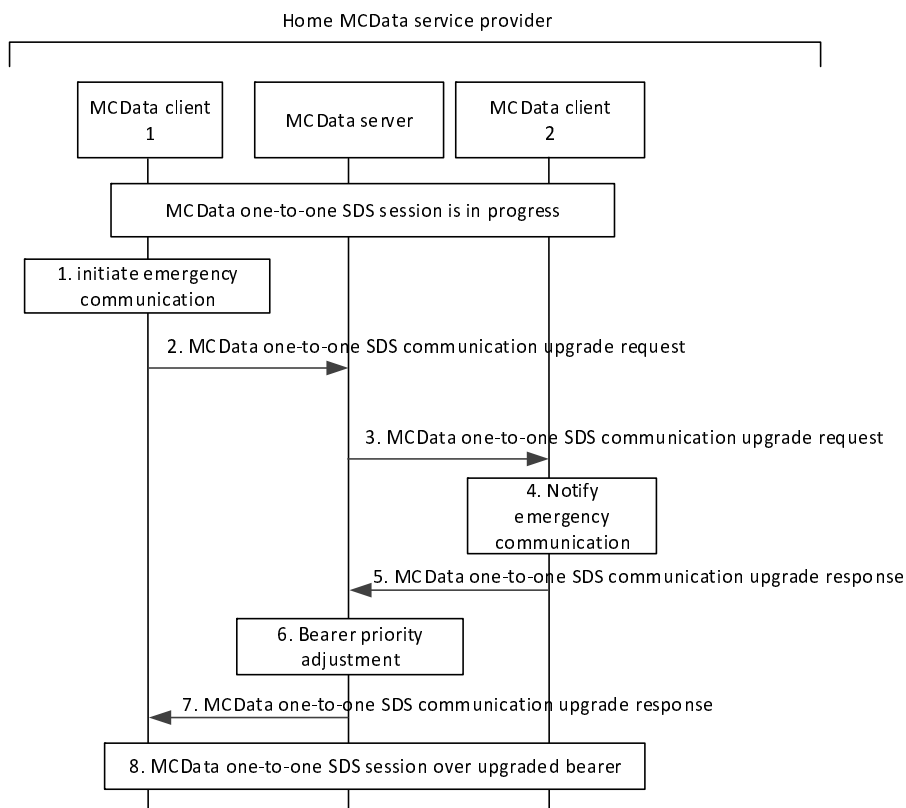 Home MCData service provider
MCData client
1
MCData server
MCData client
2
MCData one-to-one SDS session is in progress
1. initiate emergency
communication
2. MCData one-to-one SDS communication upgrade request
3. MCData one-to-one SDS communication upgrade request
4. Notify
emergency
communication
5. MCData one-to-one SDS communication upgrade response
6. Bearer priority
adjustment
7. MCData one-to-one SDS communication upgrade response
8. MCData one-to-one SDS session over upgraded bearer